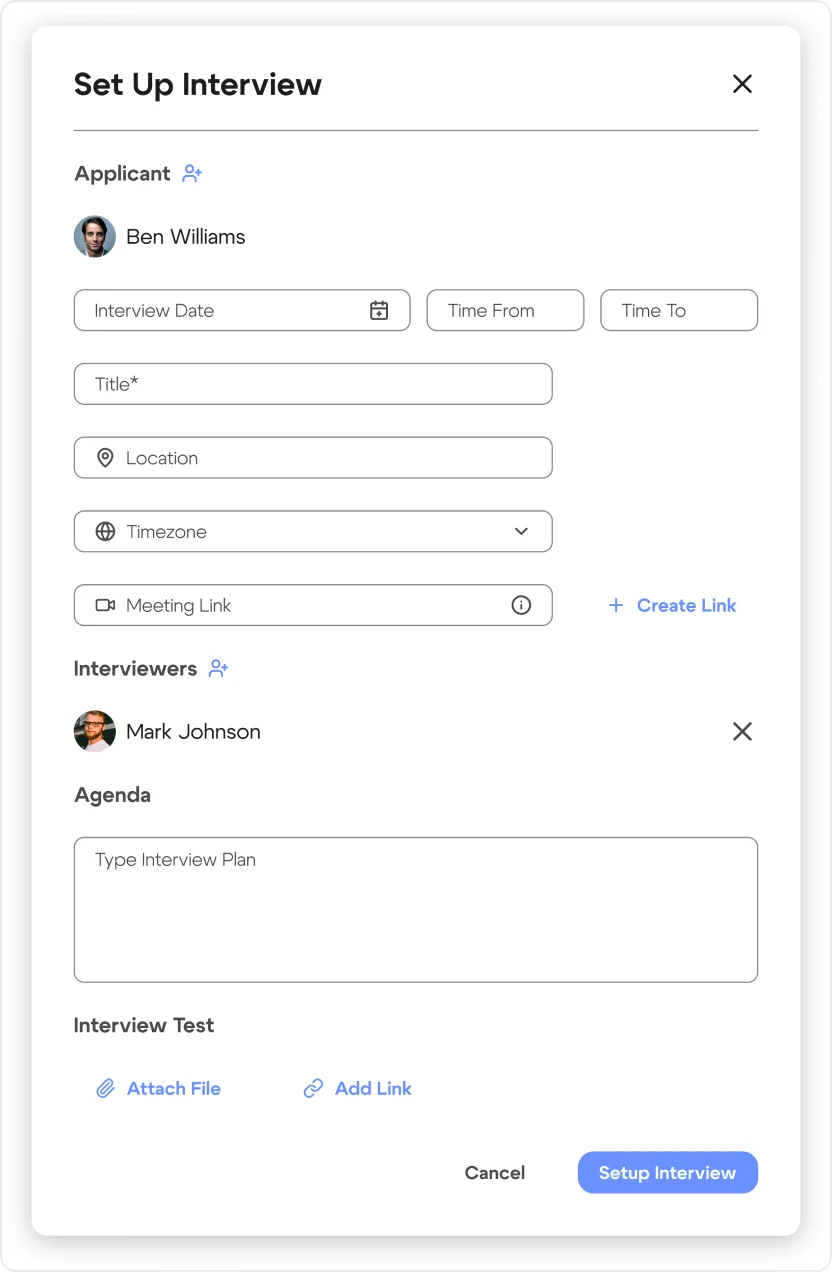 Set Up Interview
Applicant
Ben Williams
Interview Date
Time From
Time To
Title*
Location
Timezone
Meeting Link
Create Link
Interviewers
Mark Johnson
Agenda
Type Interview Plan
Interview Test
Attach File
Add Link
Cancel
Setup Interview